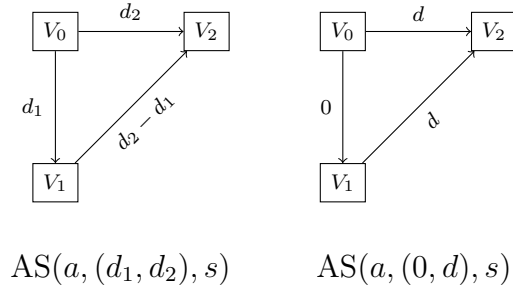 V₀ d₂ V₂
d₁ d₂ − d₁
V₁
AS(a, (d₁, d₂), s)
V₀ d V₂
0 d
V₁
AS(a, (0, d), s)